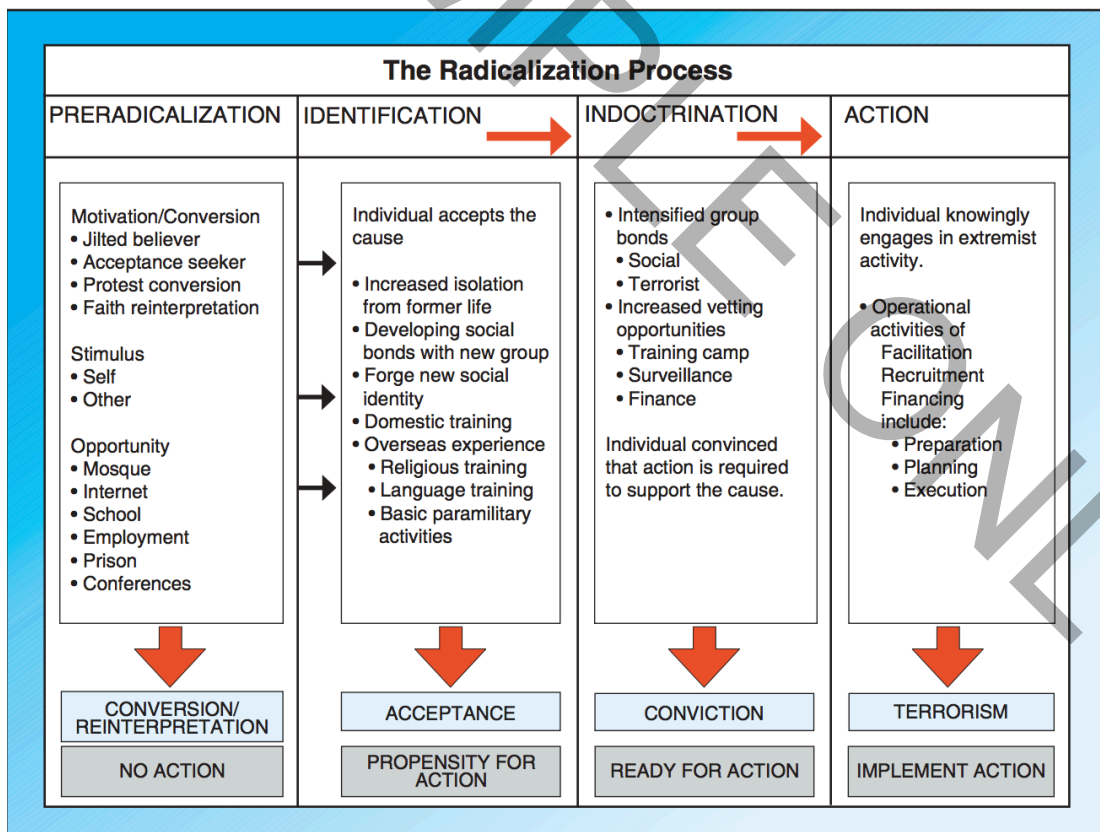 The Radicalization Process
PRERADICALIZATION
IDENTIFICATION
INDOCTRINATION
ACTION
Motivation/Conversion
• Jilted believer
• Acceptance seeker
• Protest conversion
• Faith reinterpretation
Stimulus
• Self
• Other
Opportunity
• Mosque
• Internet
• School
• Employment
• Prison
• Conferences
Individual accepts the
cause
• Increased isolation
from former life
• Developing social
bonds with new group
• Forge new social
identity
• Domestic training
• Overseas experience
• Religious training
• Language training
• Basic paramilitary
activities
• Intensified group
bonds
• Social
• Terrorist
• Increased vetting
opportunities
• Training camp
• Surveillance
• Finance
Individual convinced
that action is required
to support the cause.
Individual knowingly
engages in extremist
activity.
• Operational
activities of
Facilitation
Recruitment
Financing
include:
• Preparation
• Planning
• Execution
CONVERSION/
REINTERPRETATION
ACCEPTANCE
CONVICTION
TERRORISM
NO ACTION
PROPENSITY FOR
ACTION
READY FOR ACTION
IMPLEMENT ACTION